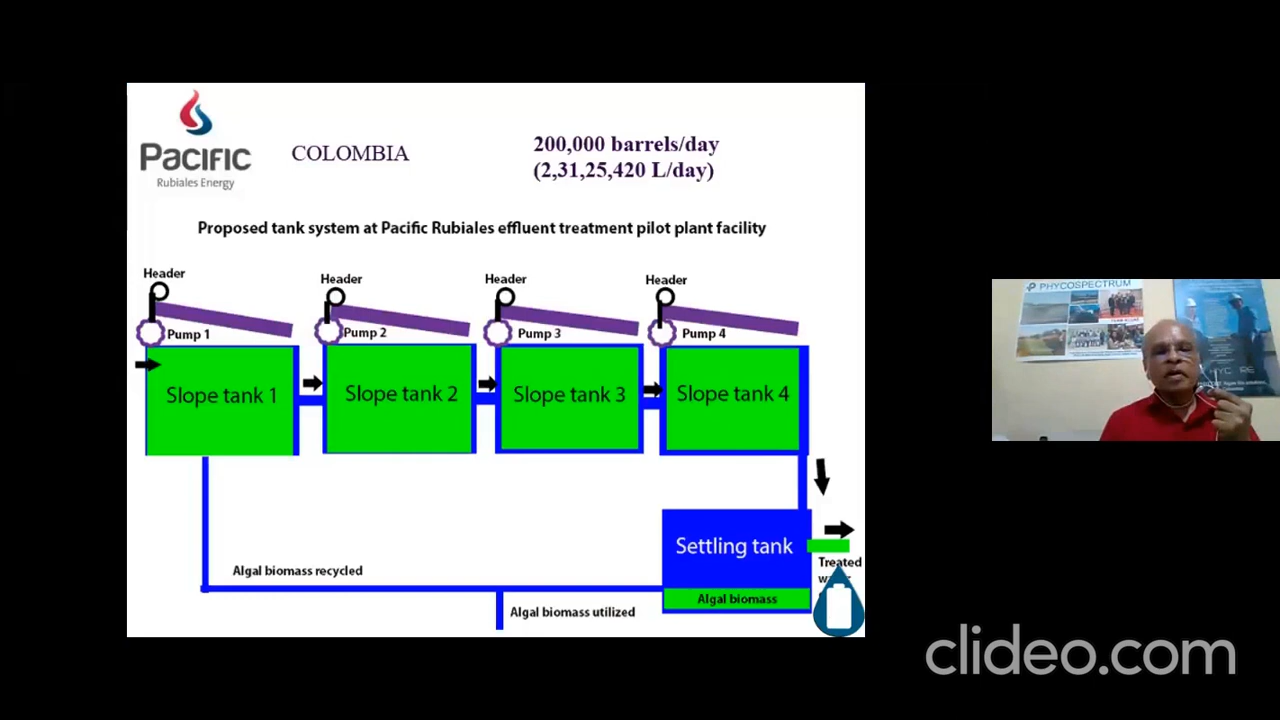 Pacific
Rubiales Energy
COLOMBIA
200,000 barrels/day
(2,31,25,420 L/day)
Proposed tank system at Pacific Rubiales effluent treatment pilot plant facility
Header
Header
Header
Header
Pump 1
Pump 2
Pump 3
Pump 4
Slope tank 1
Slope tank 2
Slope tank 3
Slope tank 4
Settling tank
Treated
Algal biomass recycled
Algal biomass
Algal biomass utilized
PHYCOSPECTRUM
clideo.com